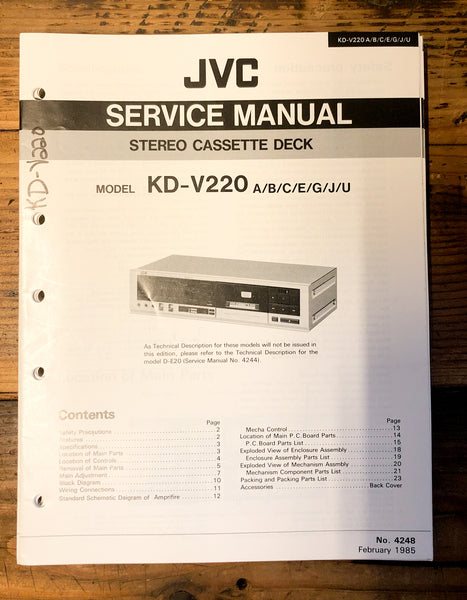 KD-V220 A/B/C/E/G/J/U
JVC
SERVICE MANUAL
STEREO CASSETTE DECK
MODEL KD-V220 A/B/C/E/G/J/U
KD-V220
JVC
As Technical Description for these models will not be issued in
this edition, please refer to the Technical Description for the
model D-E20 (Service Manual No. 4244).
Contents
Page
Safety Precautions 2
Features 2
Specifications 3
Location of Main Parts 3
Location of Controls 4
Removal of Main Parts 5
Main Adjustment 7
Block Diagram 10
Wiring Connections 11
Standard Schemetic Deigram of Amprifire 12
Page
Mecha Control 13
Location of Main P.C.Board Parts 14
P.C.Board Parts List 15
Exploded View of Enclosure Assembly 18
Enclosure Assembly Parts List 19
Exploded View of Mechanism Assmbly 20
Mechanism Component Parts List 21
Packing and Packing Parts List 23
Accessories Back Cover
No. 4248
February 1985